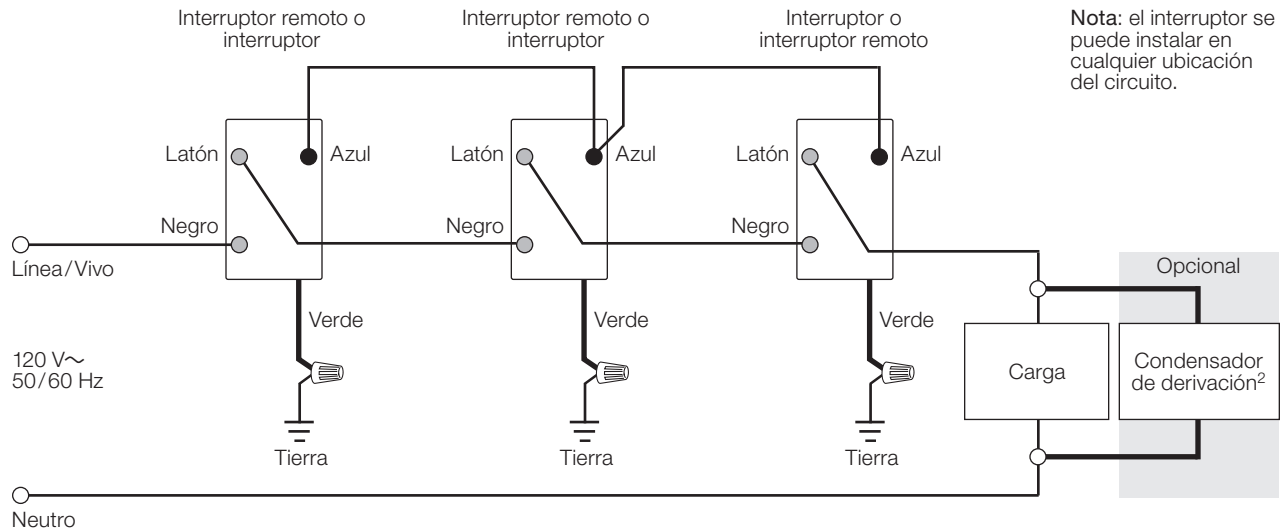 Interruptor remoto o
interruptor
Interruptor remoto o
interruptor
Interruptor o
interruptor remoto
Nota: el interruptor se
puede instalar en
cualquier ubicación
del circuito.
Latón
Azul
Latón
Azul
Latón
Azul
Negro
Negro
Negro
Línea/Vivo
Opcional
Verde
Verde
Verde
120 V~
50/60 Hz
Carga
Condensador
de derivación²
Tierra
Tierra
Tierra
Neutro